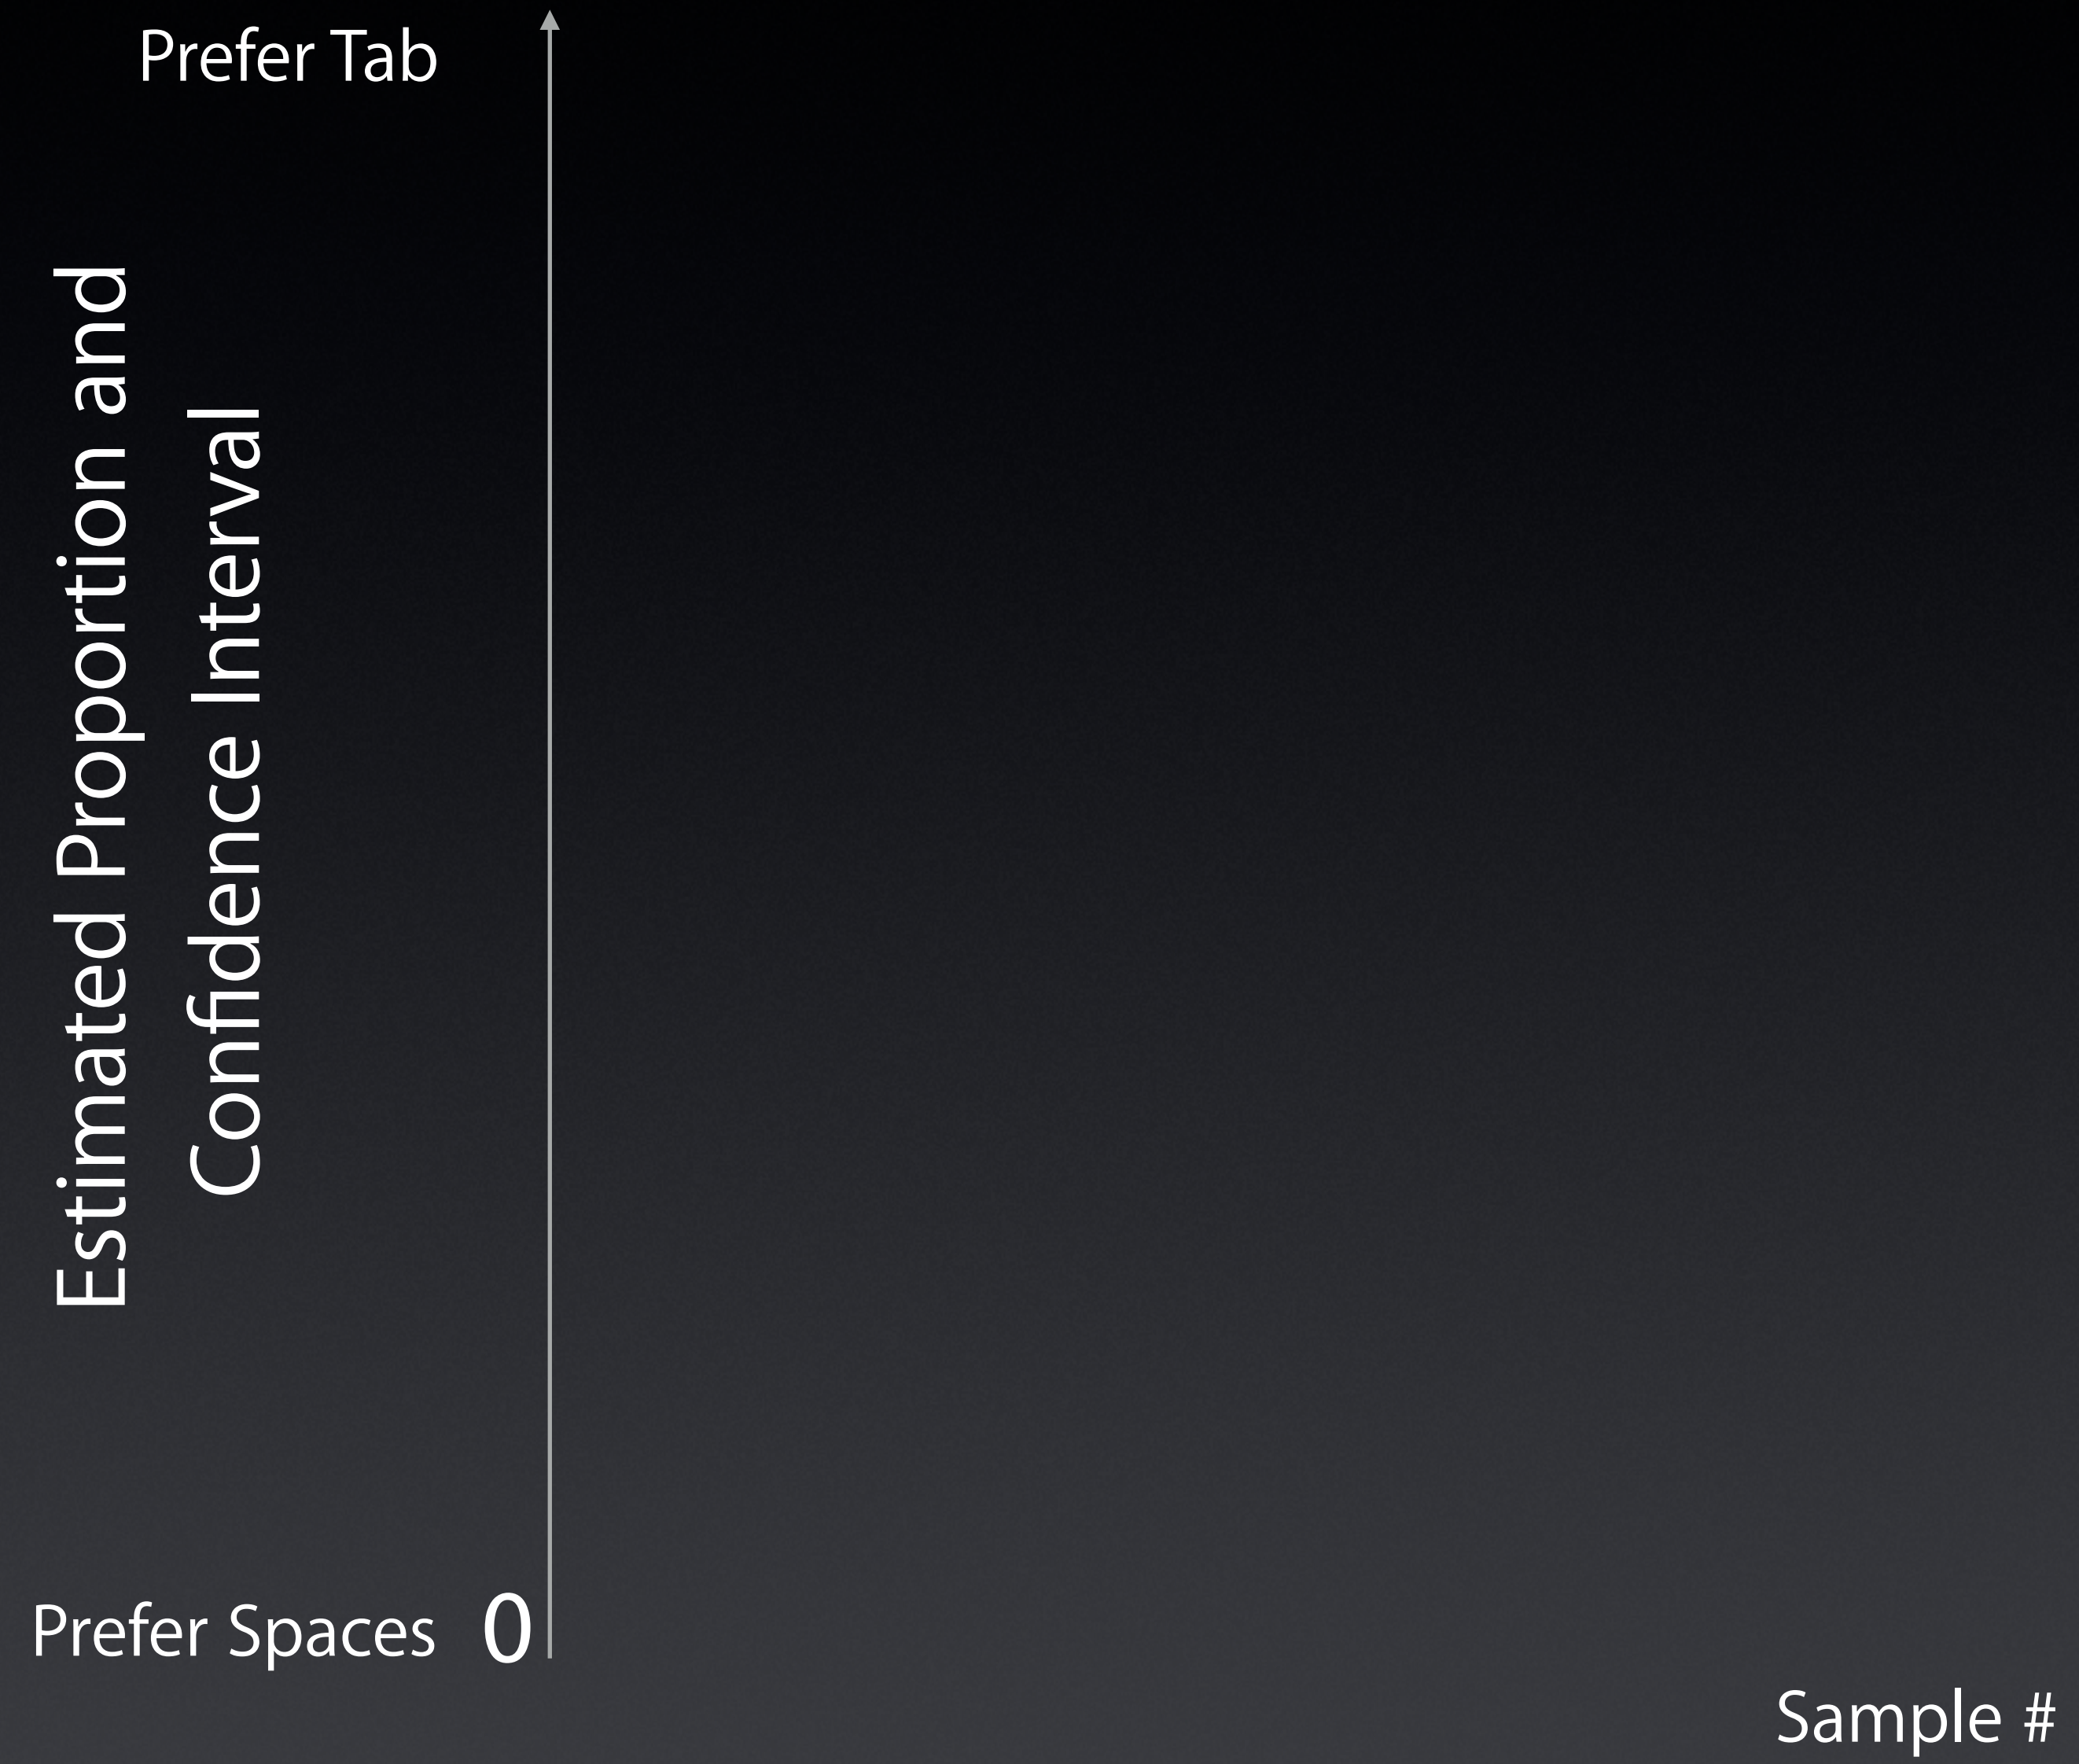 Prefer Tab
Estimated Proportion and
Confidence Interval
Prefer Spaces 0
Sample #